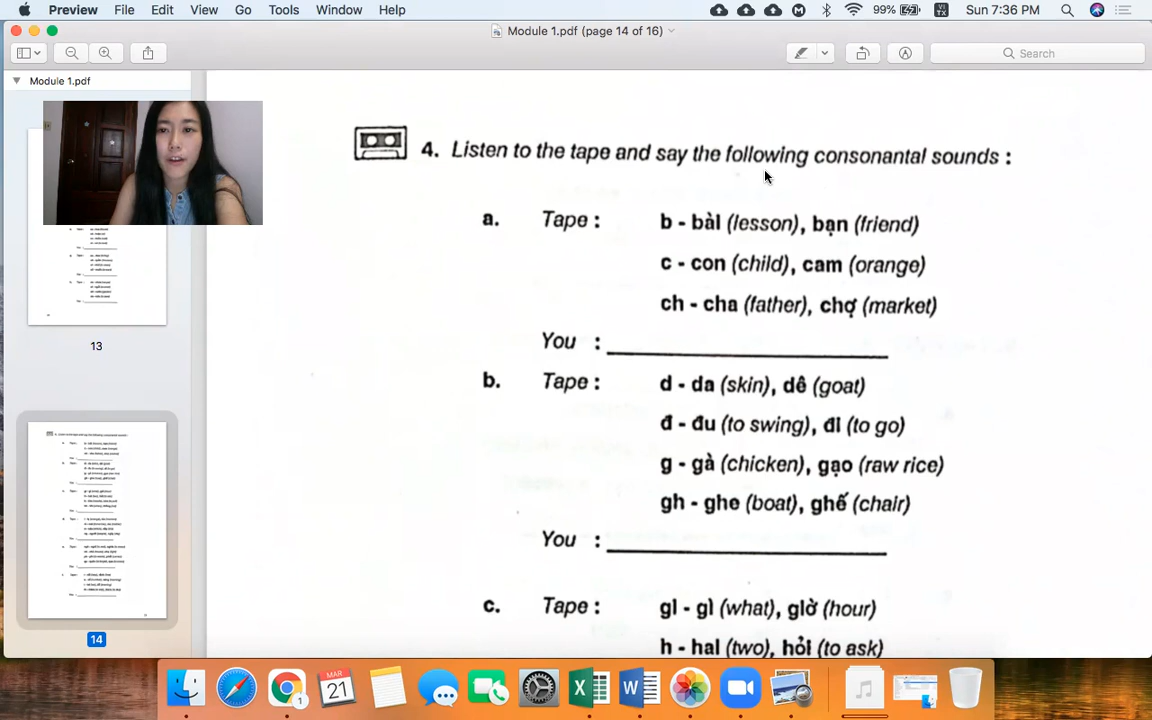 Preview File Edit View Go Tools Window Help 99% Sun 7:36 PM
Module 1.pdf (page 14 of 16)
Search
Module 1.pdf
13
14
4. Listen to the tape and say the following consonantal sounds :
a. Tape : b - bài (lesson), bạn (friend)
c - con (child), cam (orange)
ch - cha (father), chợ (market)
You : 
b. Tape : d - da (skin), dê (goat)
đ - đu (to swing), đi (to go)
g - gà (chicken), gạo (raw rice)
gh - ghe (boat), ghế (chair)
You : 
c. Tape : gi - gì (what), giờ (hour)
h - hai (two), hỏi (to ask)
MAR
21
1